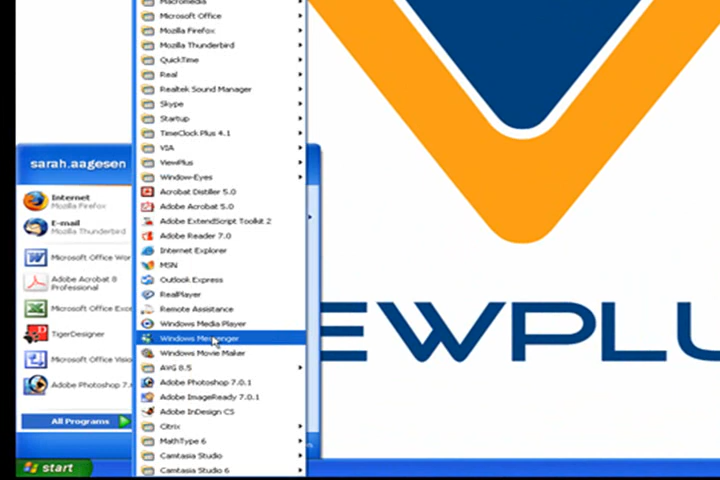 Macromedia
Microsoft Office
Mozilla Firefox
Mozilla Thunderbird
QuickTime
Real
Realtek Sound Manager
Skype
Startup
TimeClock Plus 4.1
VIA
ViewPlus
Window-Eyes
Acrobat Distiller 5.0
Adobe Acrobat 5.0
Adobe ExtendScript Toolkit 2
Adobe Reader 7.0
Internet Explorer
MSN
Outlook Express
RealPlayer
Remote Assistance
Windows Media Player
Windows Messenger
Windows Movie Maker
AVG 8.5
Adobe Photoshop 7.0.1
Adobe ImageReady 7.0.1
Adobe InDesign CS
Citrix
MathType 6
Camtasia Studio
Camtasia Studio 6
sarah.aagesen
Internet
Mozilla Firefox
E-mail
Mozilla Thunderbird
Microsoft Office Wor
Adobe Acrobat 8
Professional
Microsoft Office Exce
TigerDesigner
Microsoft Office Visio
Adobe Photoshop 7.
All Programs
start
EWPLU